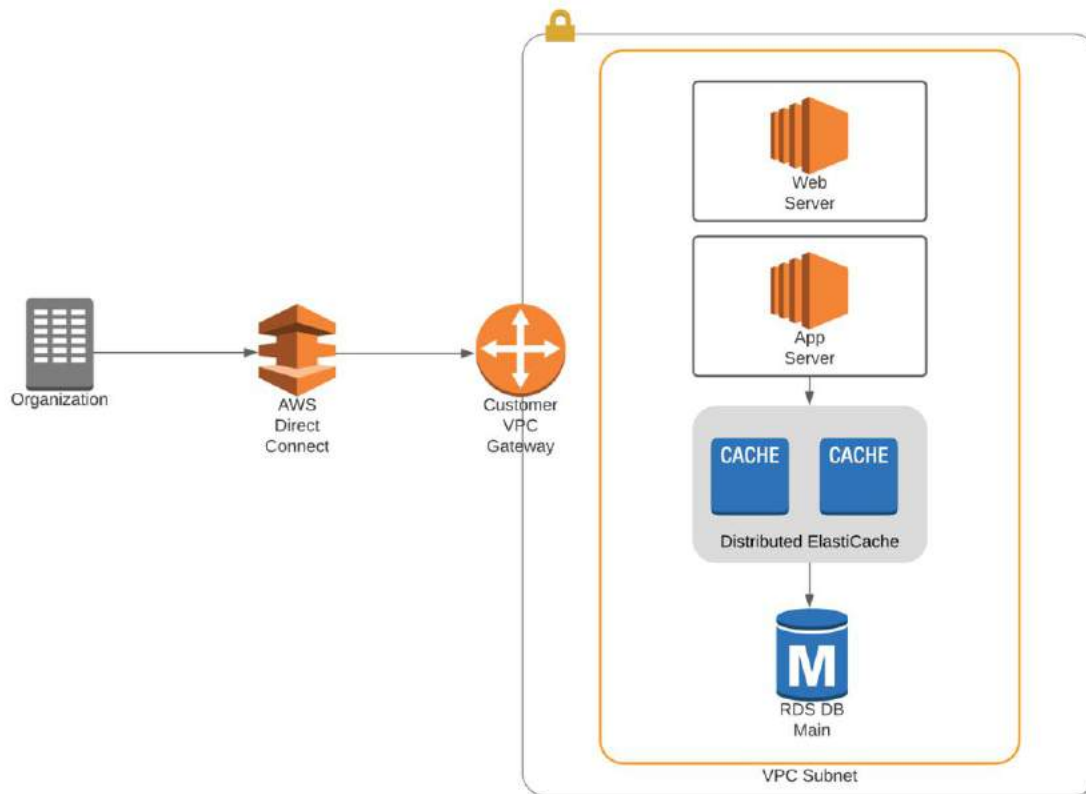 Web
Server
App
Server
Organization
AWS
Direct
Connect
Customer
VPC
Gateway
CACHE
CACHE
Distributed ElastiCache
M
RDS DB
Main
VPC Subnet